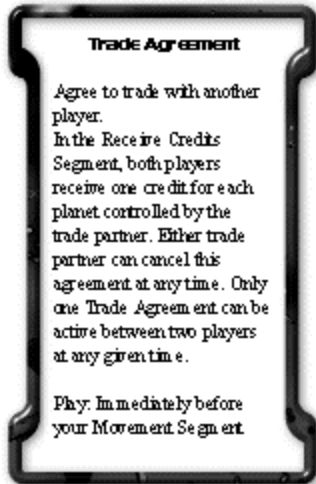 Trade Agreement
Agree to trade with another
player.
In the Receive Credits
Segment, both players
receive one credit for each
planet controlled by the
trade partner. Either trade
partner can cancel this
agreement at any time. Only
one Trade Agreement can be
active between two players
at any given time.
Play: Immediately before
your Movement Segment